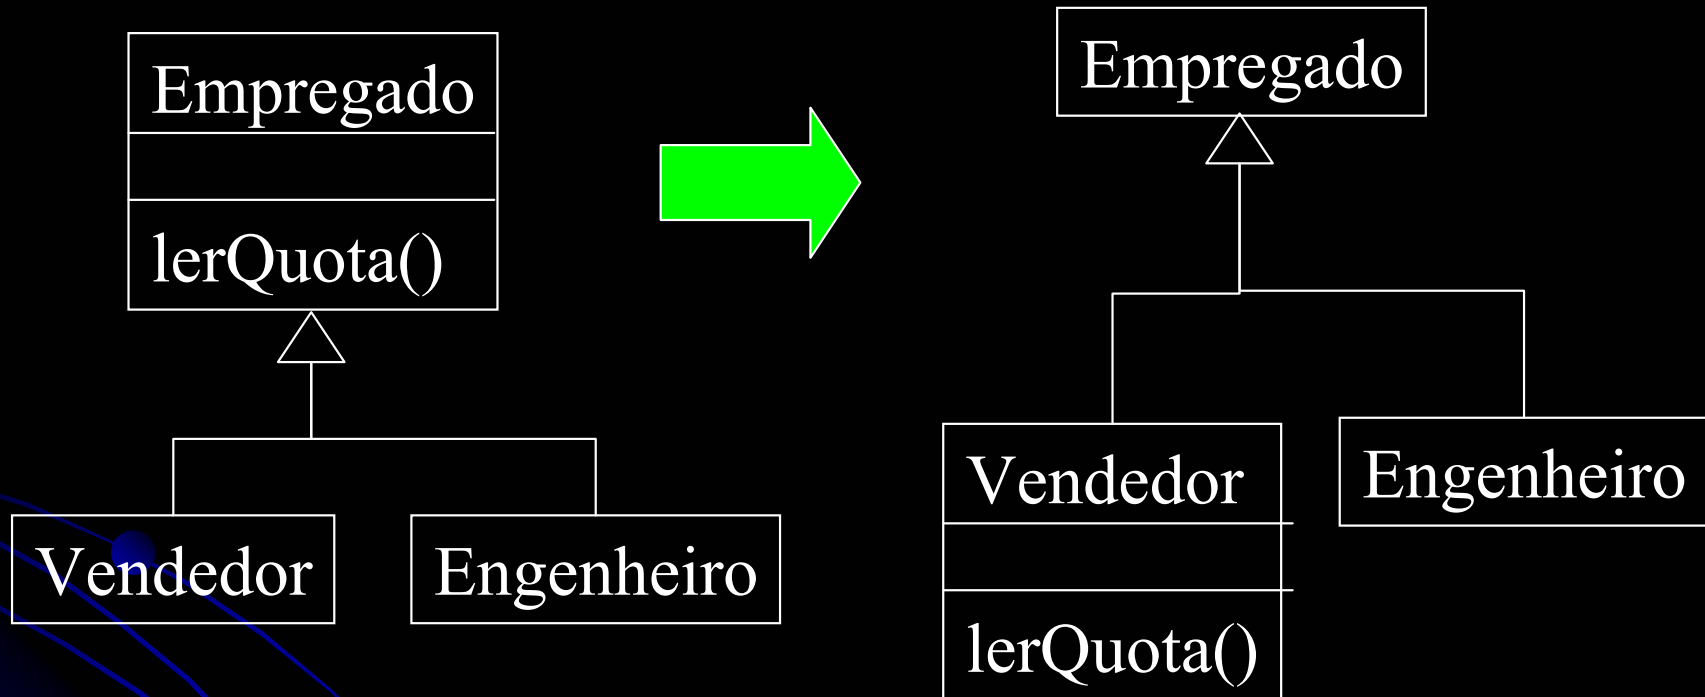 Empregado
lerQuota()
Vendedor
Engenheiro
Empregado
Vendedor
lerQuota()
Engenheiro